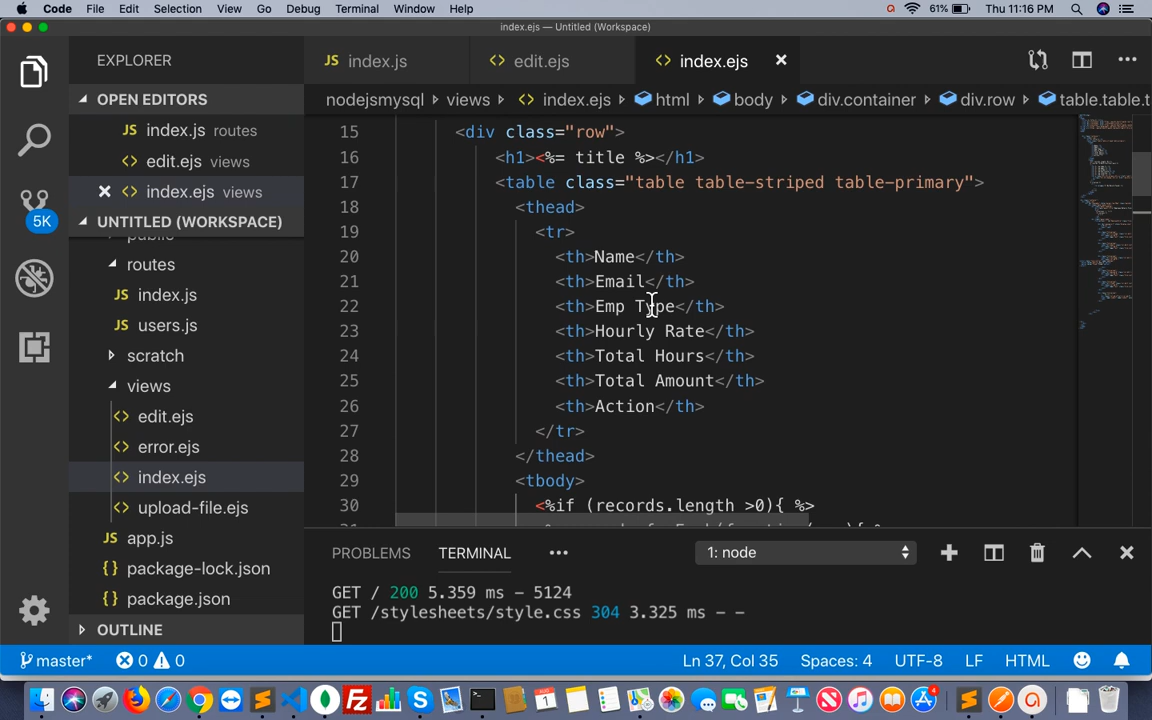 Code File Edit Selection View Go Debug Terminal Window Help
61% Thu 11:16 PM
index.ejs — Untitled (Workspace)
EXPLORER
OPEN EDITORS
JS index.js routes
<> edit.ejs views
× <> index.ejs views
UNTITLED (WORKSPACE)
public
routes
JS index.js
JS users.js
scratch
views
<> edit.ejs
<> error.ejs
<> index.ejs
<> upload-file.ejs
JS app.js
{} package-lock.json
{} package.json
OUTLINE
5K
JS index.js
<> edit.ejs
<> index.ejs ×
nodejsmysql › views › <> index.ejs › html › body › div.container › div.row › table.table.t
15 <div class="row">
16 <h1><%= title %></h1>
17 <table class="table table-striped table-primary">
18 <thead>
19 <tr>
20 <th>Name</th>
21 <th>Email</th>
22 <th>Emp Type</th>
23 <th>Hourly Rate</th>
24 <th>Total Hours</th>
25 <th>Total Amount</th>
26 <th>Action</th>
27 </tr>
28 </thead>
29 <tbody>
30 <%if (records.length >0){ %>
PROBLEMS TERMINAL ••• 1: node
GET / 200 5.359 ms - 5124
GET /stylesheets/style.css 304 3.325 ms - -
master* 0 0 Ln 37, Col 35 Spaces: 4 UTF-8 LF HTML